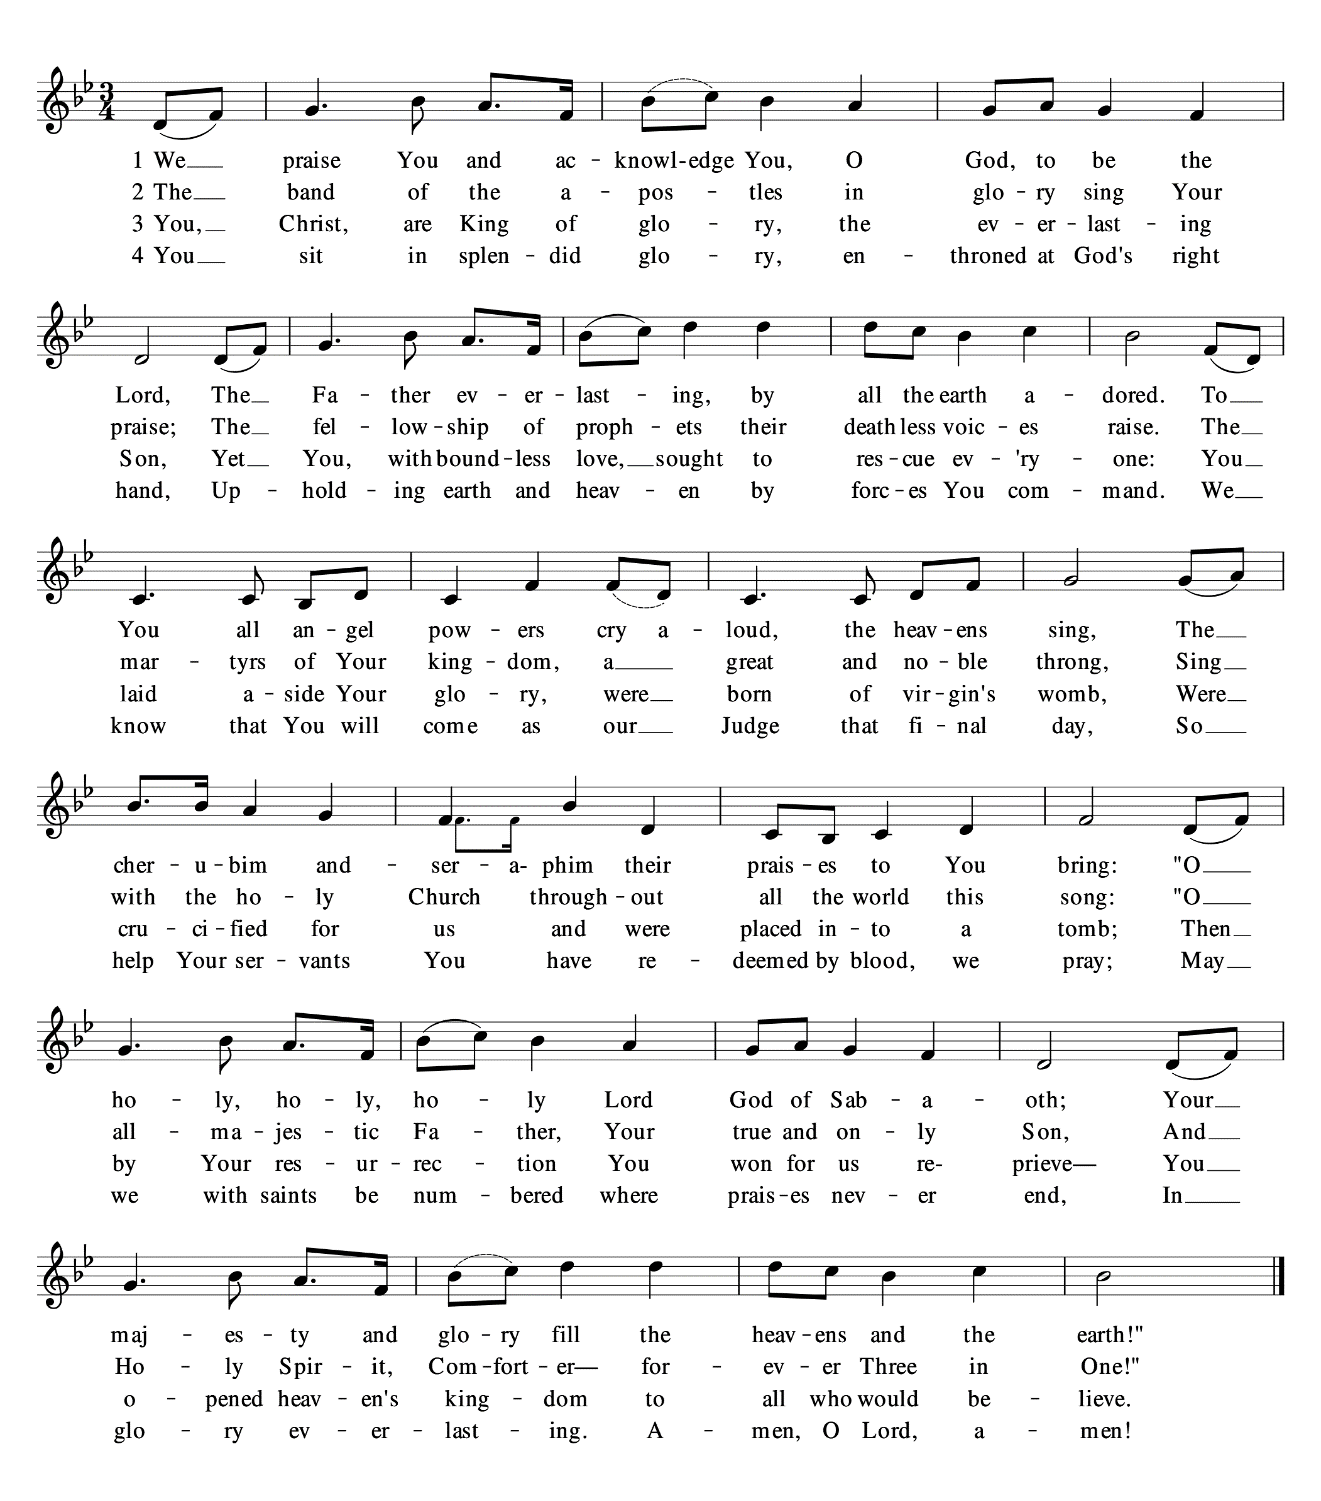 3
4
1 We praise You and ac - knowl-edge You, O God, to be the
2 The band of the a - pos - tles in glo - ry sing Your
3 You, Christ, are King of glo - ry, the ev - er - last - ing
4 You sit in splen - did glo - ry, en - throned at God's right
Lord, The Fa - ther ev - er - last - ing, by all the earth a - dored. To
praise; The fel - low - ship of proph - ets their death less voic - es raise. The
Son, Yet You, with bound - less love, sought to res - cue ev - 'ry - one: You
hand, Up - hold - ing earth and heav - en by forc - es You com - mand. We
You all an - gel pow - ers cry a - loud, the heav - ens sing, The
mar - tyrs of Your king - dom, a great and no - ble throng, Sing
laid a - side Your glo - ry, were born of vir - gin's womb, Were
know that You will come as our Judge that fi - nal day, So
cher - u - bim and - ser - a- phim their prais - es to You bring: "O
with the ho - ly Church through - out all the world this song: "O
cru - ci - fied for us and were placed in - to a tomb; Then
help Your ser - vants You have re - deemed by blood, we pray; May
ho - ly, ho - ly, ho - ly Lord God of Sab - a - oth; Your
all - ma - jes - tic Fa - ther, Your true and on - ly Son, And
by Your res - ur - rec - tion You won for us re- prieve— You
we with saints be num - bered where prais - es nev - er end, In
maj - es - ty and glo - ry fill the heav - ens and the earth!"
Ho - ly Spir - it, Com - fort - er— for - ev - er Three in One!"
o - pened heav - en's king - dom to all who would be - lieve.
glo - ry ev - er - last - ing. A - men, O Lord, a - men!